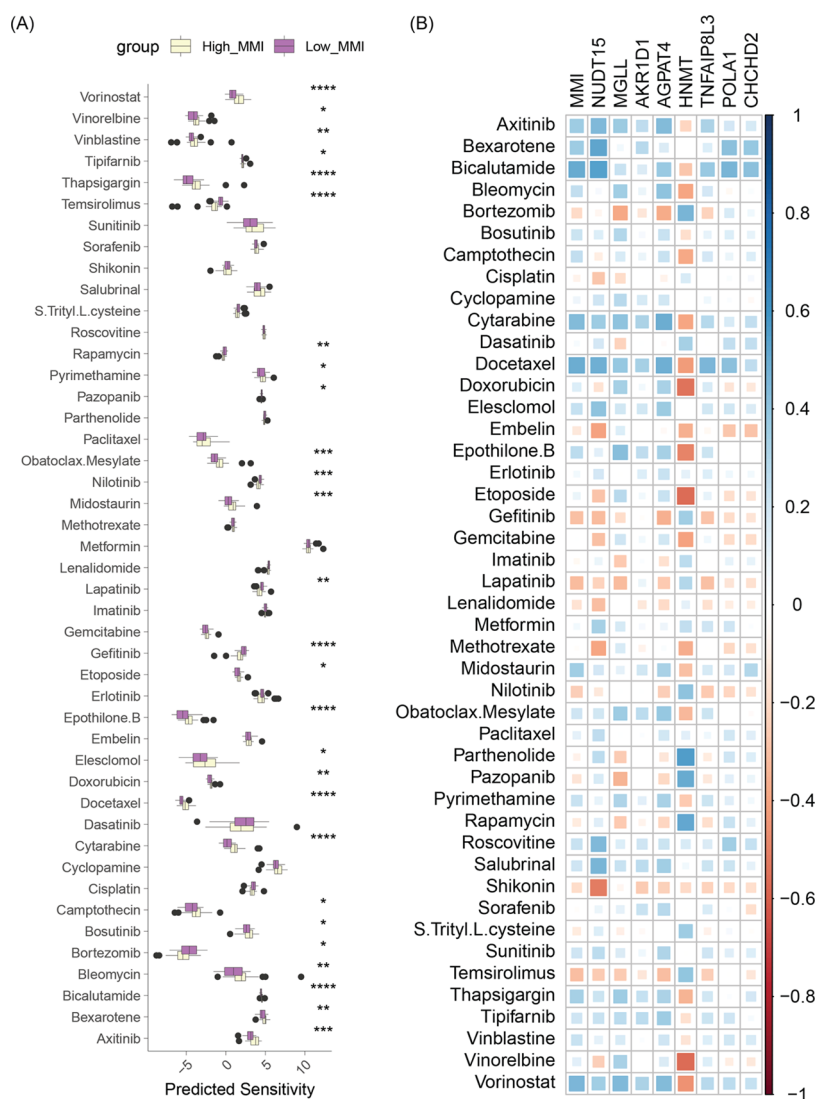 (A)
group High_MMI Low_MMI
Vorinostat ****
Vinorelbine *
Vinblastine **
Tipifarnib *
Thapsigargin ****
Temsirolimus ****
Sunitinib
Sorafenib
Shikonin
Salubrinal
S.Trityl.L.cysteine
Roscovitine
Rapamycin **
Pyrimethamine *
Pazopanib *
Parthenolide
Paclitaxel
Obatoclax.Mesylate ***
Nilotinib ***
Midostaurin ***
Methotrexate
Metformin
Lenalidomide
Lapatinib **
Imatinib
Gemcitabine
Gefitinib ****
Etoposide *
Erlotinib
Epothilone.B ****
Embelin
Elesclomol *
Doxorubicin **
Docetaxel ****
Dasatinib
Cytarabine ****
Cyclopamine
Cisplatin
Camptothecin *
Bosutinib *
Bortezomib *
Bleomycin **
Bicalutamide ****
Bexarotene **
Axitinib ***
−5 0 5 10
Predicted Sensitivity
(B)
MMI NUDT15 MGLL AKR1D1 AGPAT4 HNMT TNFAIP8L3 POLA1 CHCHD2
Axitinib
Bexarotene
Bicalutamide
Bleomycin
Bortezomib
Bosutinib
Camptothecin
Cisplatin
Cyclopamine
Cytarabine
Dasatinib
Docetaxel
Doxorubicin
Elesclomol
Embelin
Epothilone.B
Erlotinib
Etoposide
Gefitinib
Gemcitabine
Imatinib
Lapatinib
Lenalidomide
Metformin
Methotrexate
Midostaurin
Nilotinib
Obatoclax.Mesylate
Paclitaxel
Parthenolide
Pazopanib
Pyrimethamine
Rapamycin
Roscovitine
Salubrinal
Shikonin
Sorafenib
S.Trityl.L.cysteine
Sunitinib
Temsirolimus
Thapsigargin
Tipifarnib
Vinblastine
Vinorelbine
Vorinostat
1
0.8
0.6
0.4
0.2
0
−0.2
−0.4
−0.6
−0.8
−1